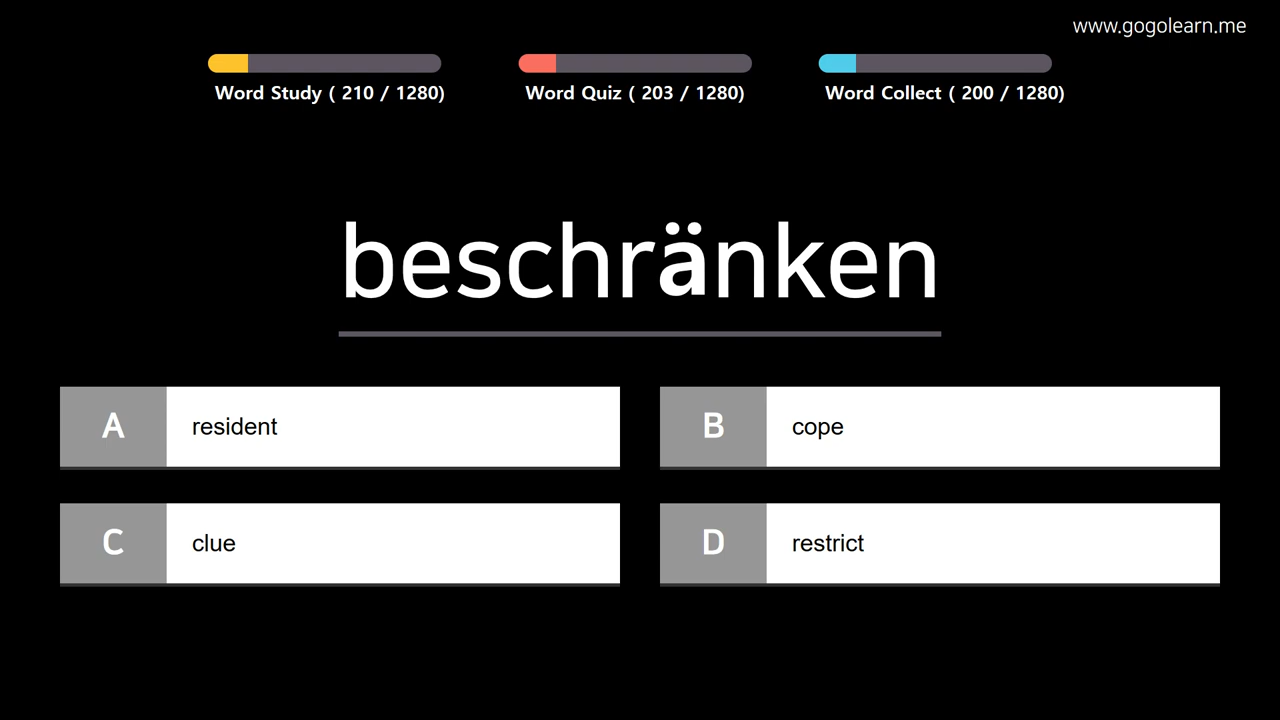 www.gogolearn.me
Word Study ( 210 / 1280)
Word Quiz ( 203 / 1280)
Word Collect ( 200 / 1280)
beschränken
A resident
B cope
C clue
D restrict